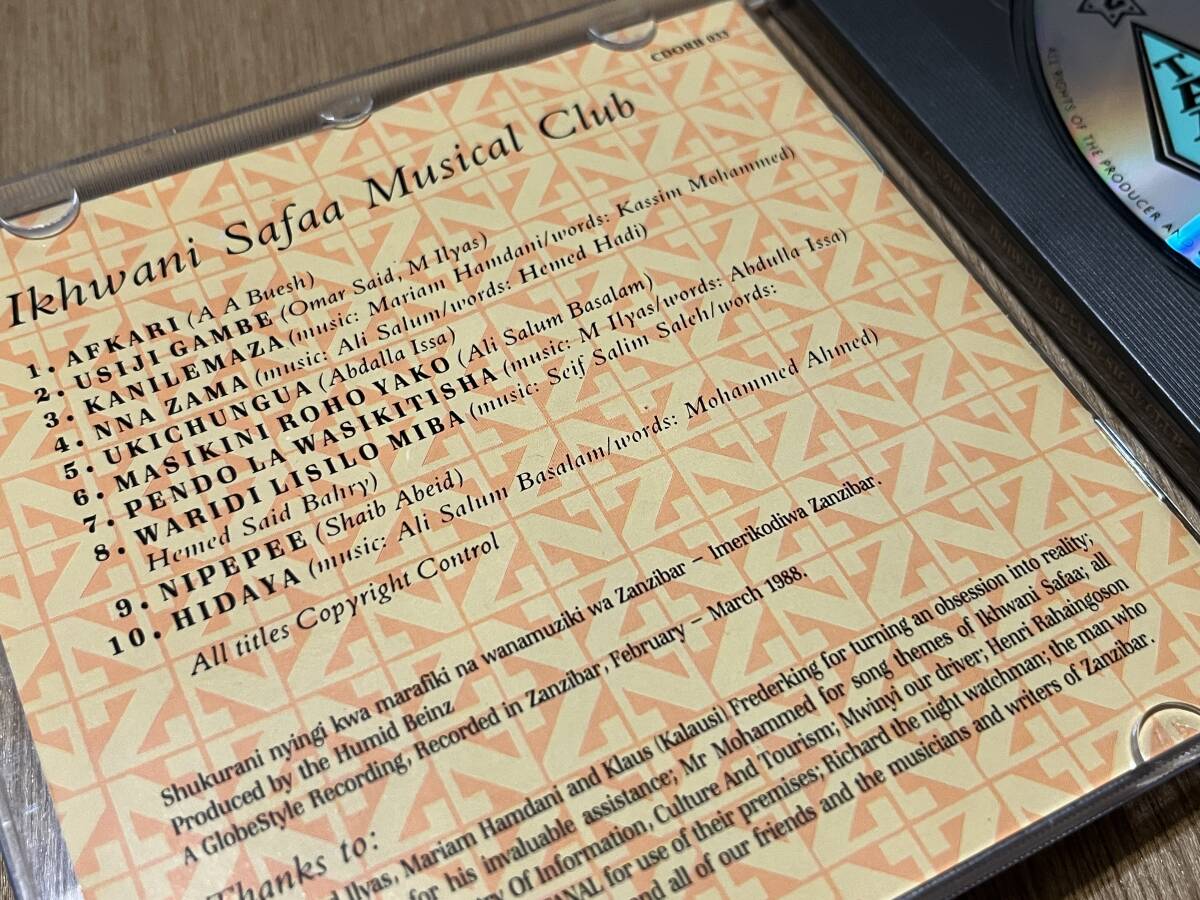 CDORB 033
Ikhwani Safaa Musical Club
1. AFKARI (A A Buesh)
2. USIJI GAMBE (Omar Said, M Ilyas)
3. KANILEMAZA (music: Mariam Hamdani/words: Kassim Mohammed)
4. NNA ZAMA (music: Ali Salum/words: Hemed Hadi)
5. UKICHUNGUA (Abdalla Issa)
6. MASIKINI ROHO YAKO (Ali Salum Basalam)
7. PENDO LA WASIKITISHA (music: M Ilyas/words: Abdulla Issa)
8. WARIDI LISILO MIBA (music: Seif Salim Saleh/words:
Hemed Said Bahry)
9. NIPEPEE (Shaib Abeid)
10. HIDAYA (music: Ali Salum Basalam/words: Mohammed Ahmed)
All titles Copyright Control
Shukurani nyingi kwa marafiki na wanamuziki wa Zanzibar – Imerikodiwa Zanzibar.
Produced by the Humid Beinz
A GlobeStyle Recording, Recorded in Zanzibar, February – March 1988.
Thanks to:
Ilyas, Mariam Hamdani and Klaus (Kalausi) Frederking for turning an obsession into reality;
for his invaluable assistance; Mr Mohammed for song themes of Ikhwani Safaa; all
Of Information, Culture And Tourism; Mwinyi our driver; Henri Rahaingoson
for use of their premises; Richard the night watchman; the man who
and all of our friends and the musicians and writers of Zanzibar.
ALL RIGHTS OF THE PRODUCER